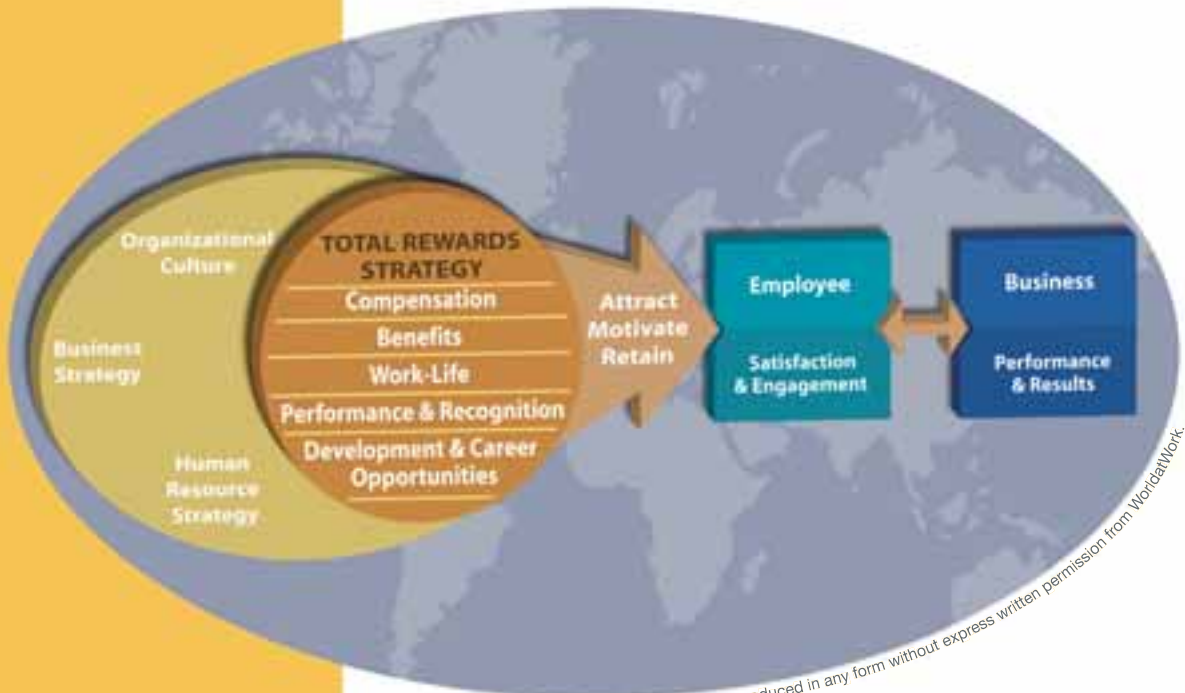 Organizational
Culture
Business
Strategy
Human
Resource
Strategy
TOTAL REWARDS
STRATEGY
Compensation
Benefits
Work-Life
Performance & Recognition
Development & Career
Opportunities
Attract
Motivate
Retain
Employee
Satisfaction
& Engagement
Business
Performance
& Results
in any form without express written permission from WorldatWork.